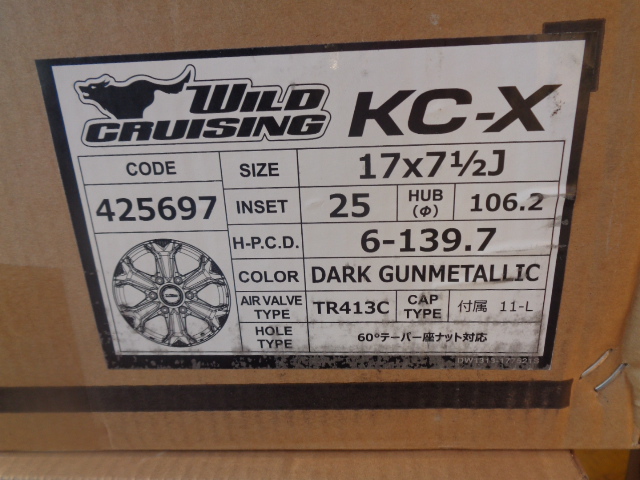 WILD
CRUISING
KC-X
CODE
425697
SIZE 17x7½J
INSET 25 HUB (Φ) 106.2
H-P.C.D. 6-139.7
COLOR DARK GUNMETALLIC
AIR VALVE TYPE TR413C CAP TYPE 付属 11-L
HOLE TYPE 60°テーパー座ナット対応